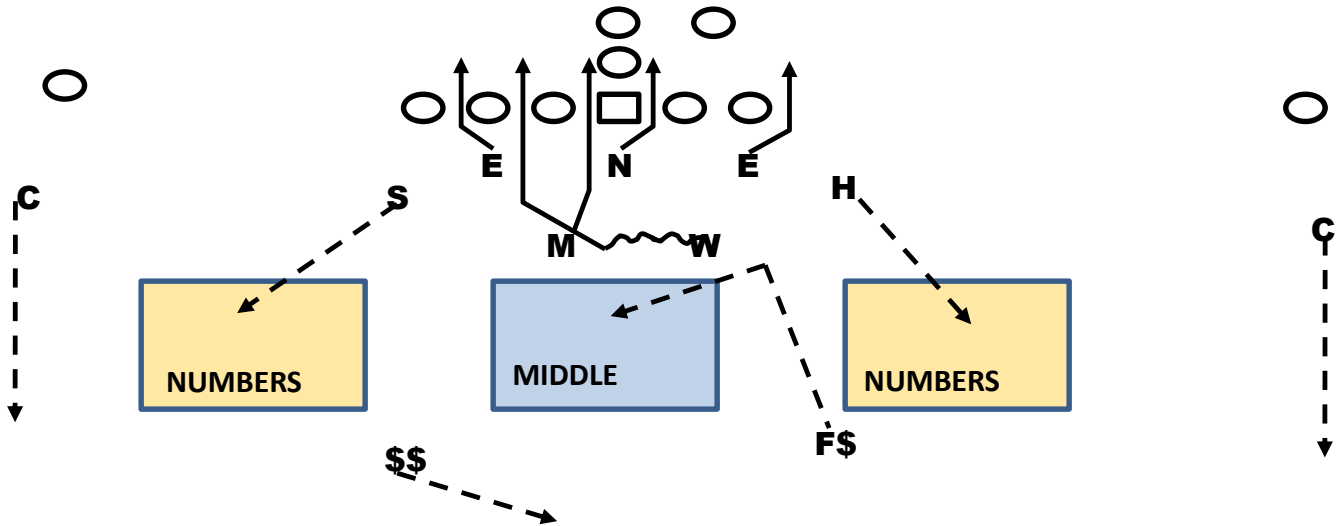 E N E
C S H
M W C
NUMBERS MIDDLE NUMBERS
$$ F$